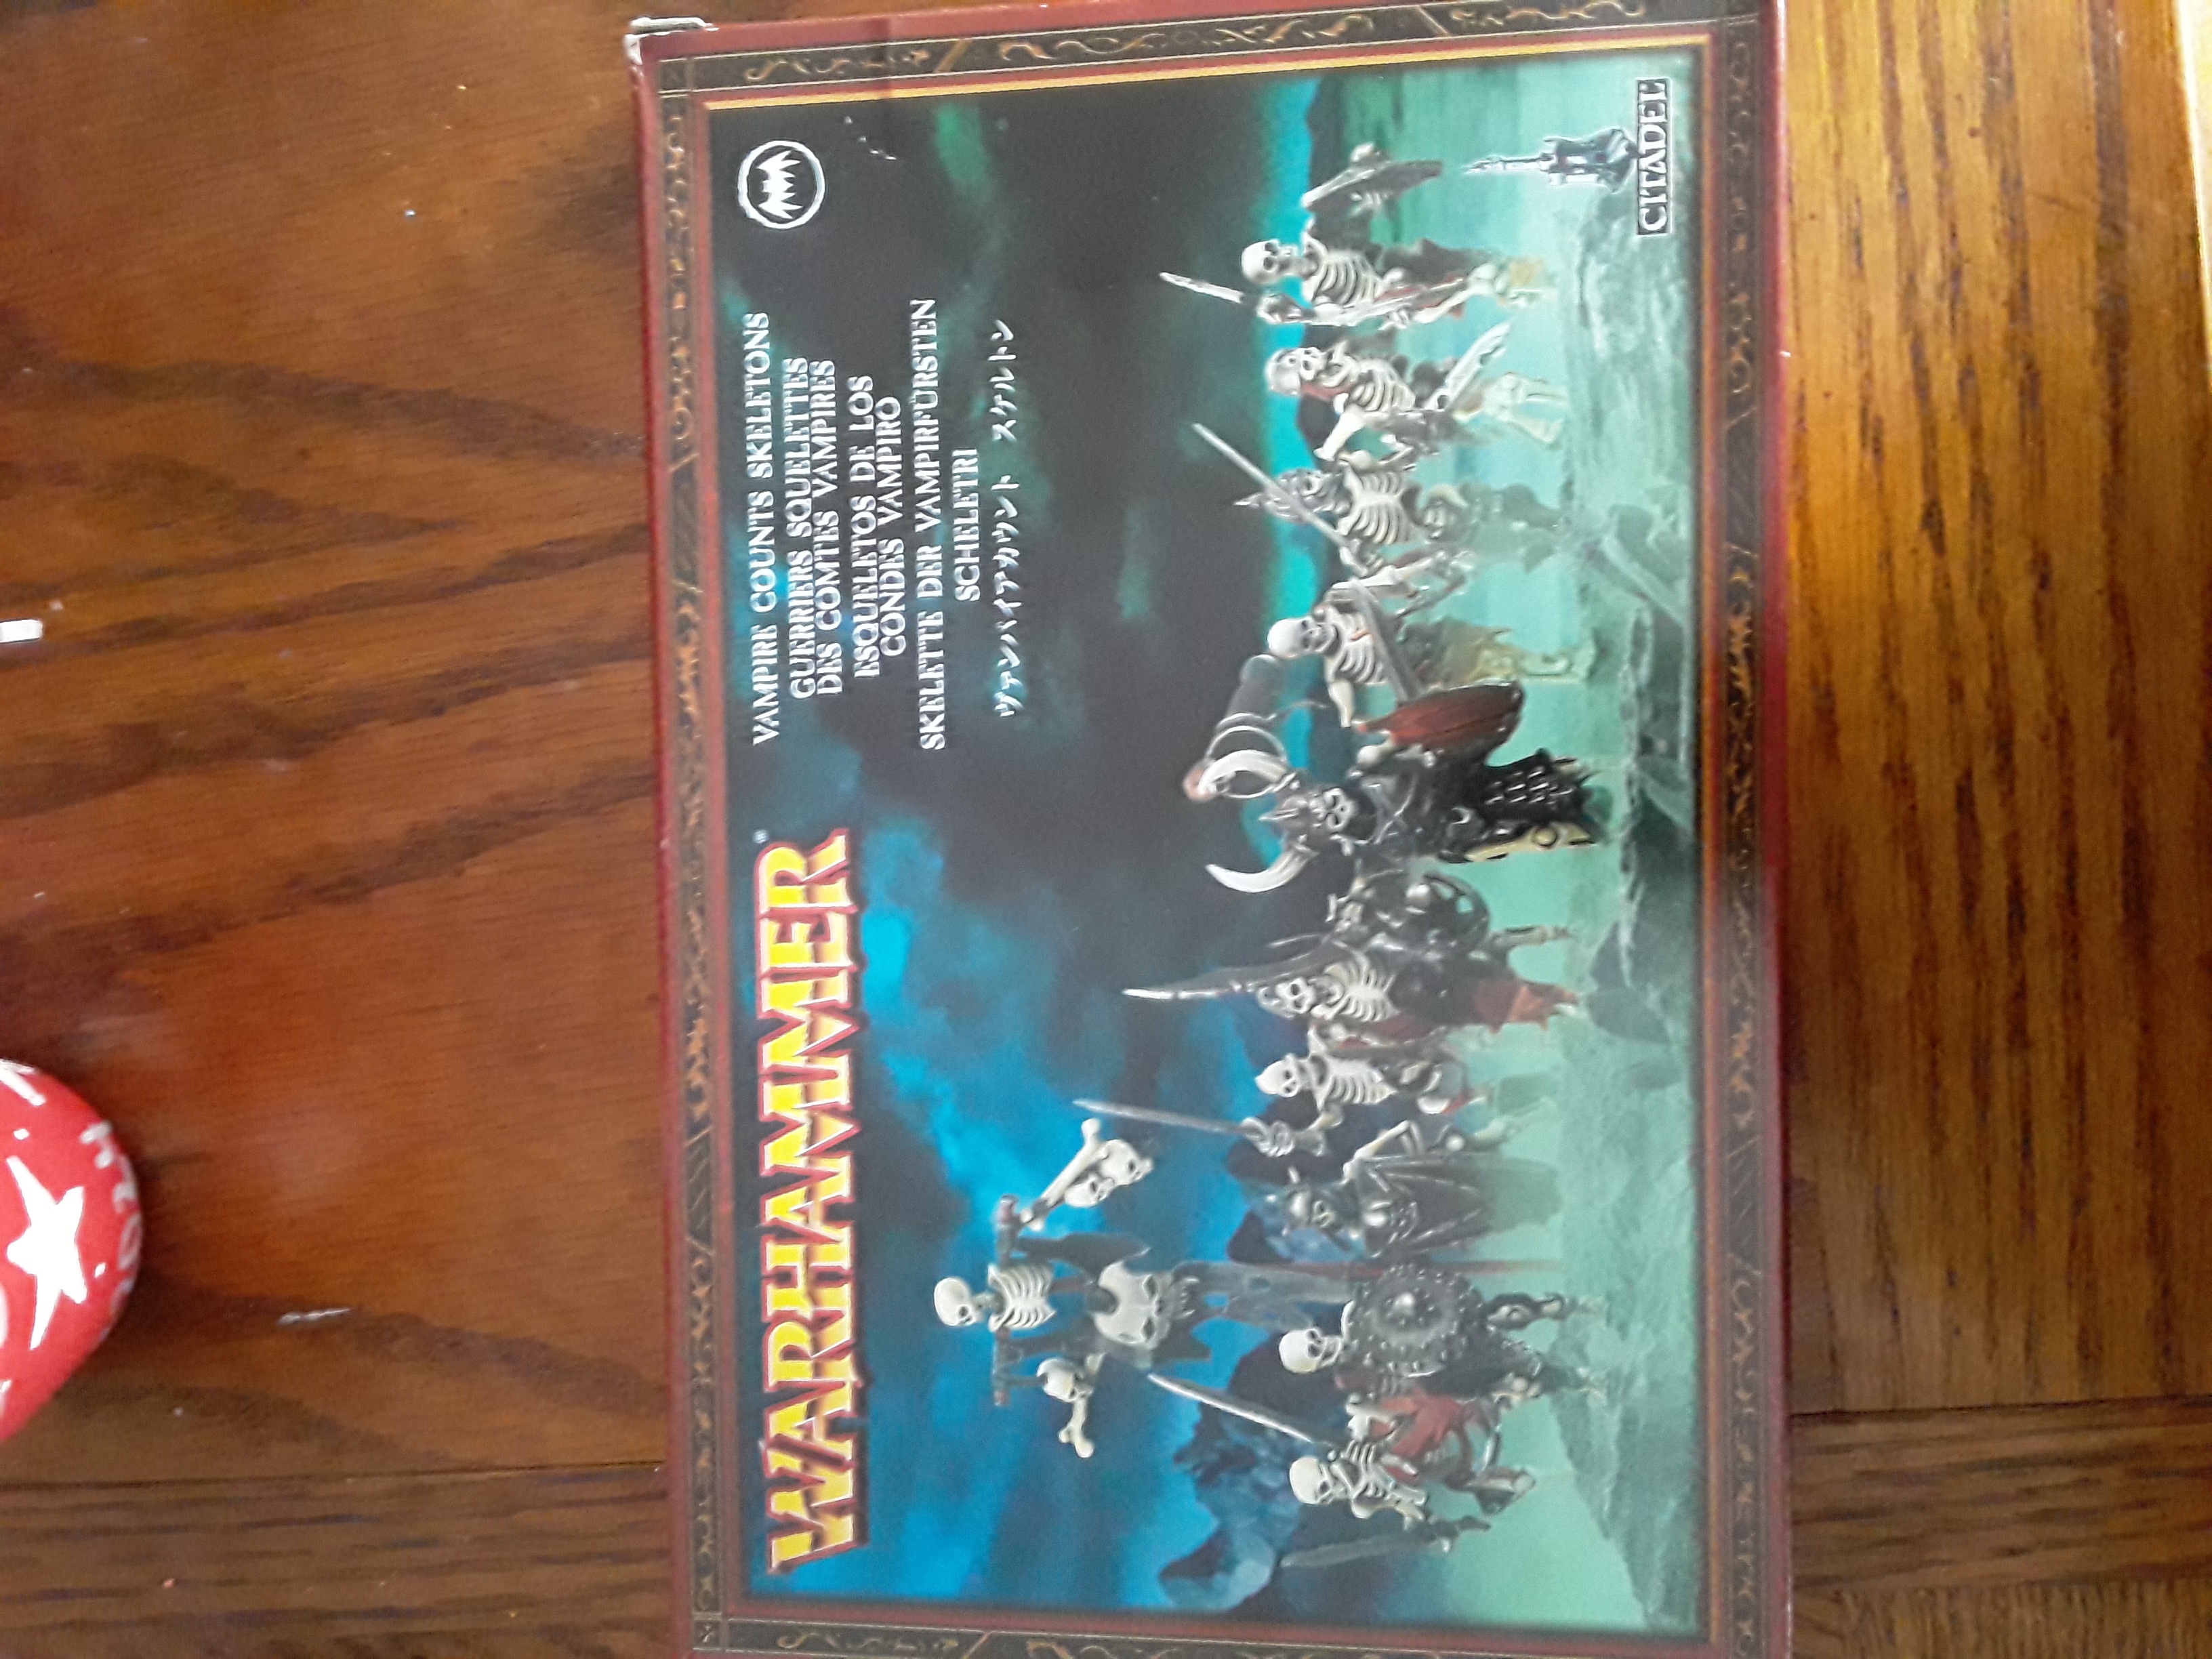 WARHAMMER™
VAMPIRE COUNTS SKELETONS
GUERRIERS SQUELETTES
DES COMTES VAMPIRES
ESQUELETOS DE LOS
CONDES VAMPIRO
SKELETTE DER VAMPIRFÜRSTEN
SCHELETRI
ヴァンパイアカウント スケルトン
CITADEL